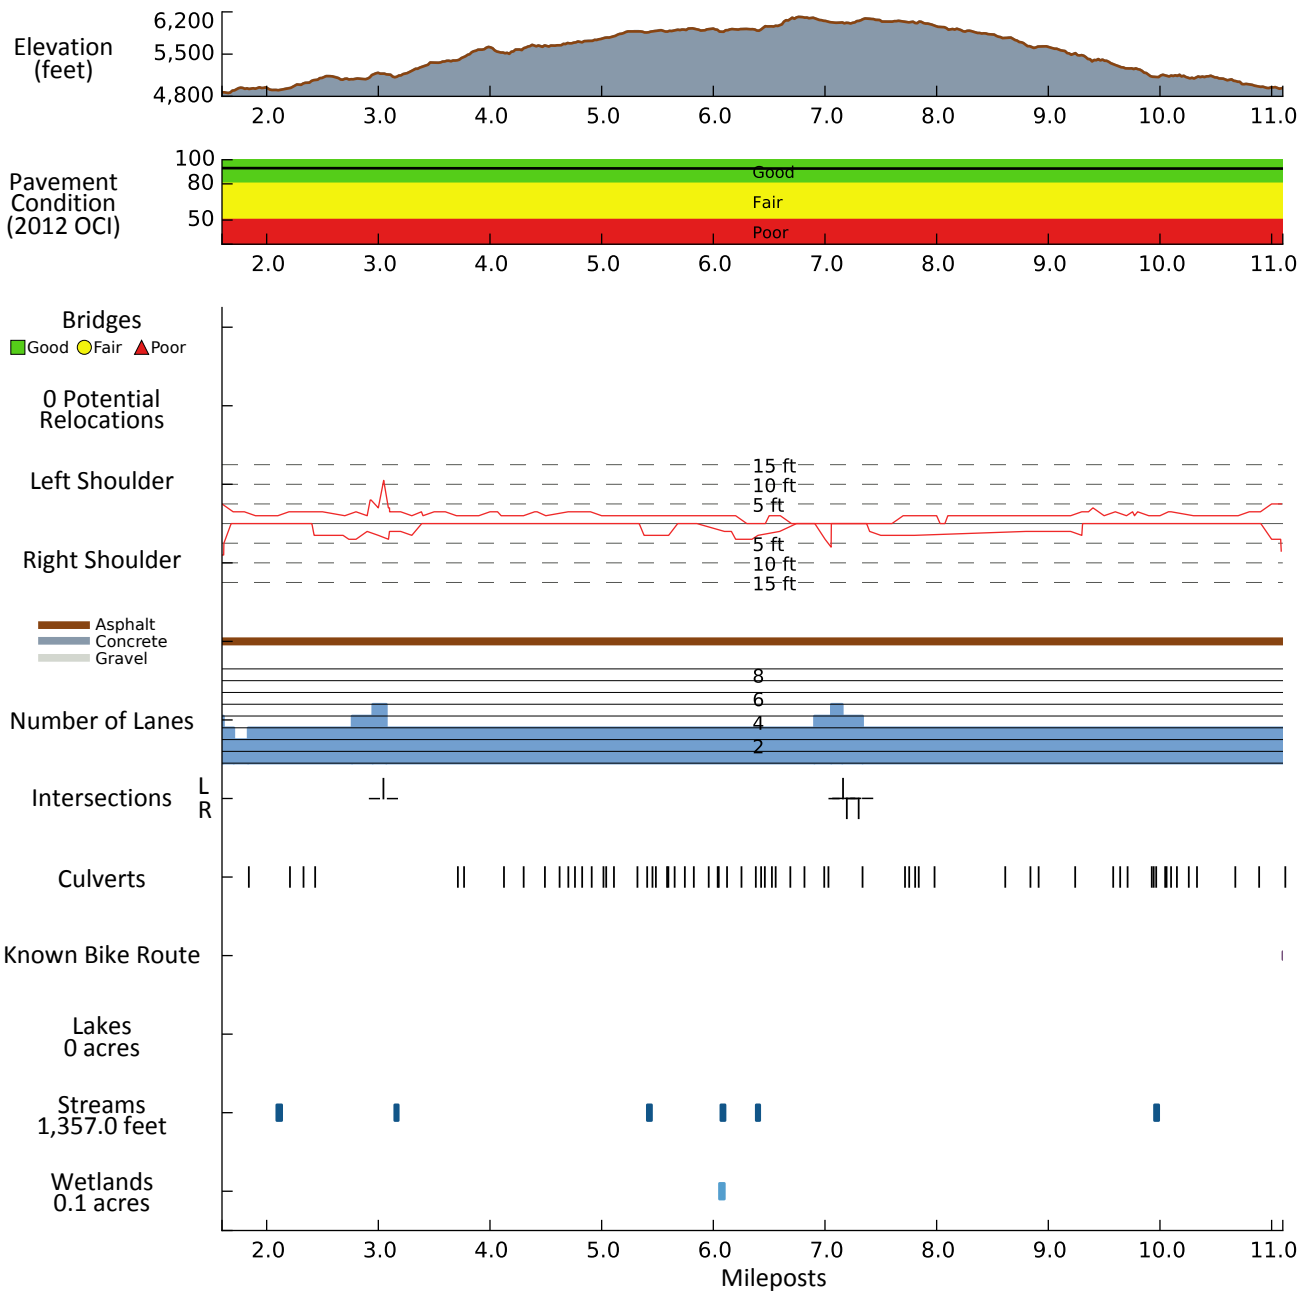 6,200
Elevation
(feet)
5,500
4,800
2.0 3.0 4.0 5.0 6.0 7.0 8.0 9.0 10.0 11.0
100
Good
Pavement
Condition
(2012 OCI)
80
Fair
50
Poor
2.0 3.0 4.0 5.0 6.0 7.0 8.0 9.0 10.0 11.0
Bridges
Good Fair Poor
0 Potential
Relocations
15 ft
Left Shoulder
10 ft
5 ft
5 ft
Right Shoulder
10 ft
15 ft
Asphalt
Concrete
Gravel
8
6
Number of Lanes
4
2
Intersections
L
R
Culverts
Known Bike Route
Lakes
0 acres
Streams
1,357.0 feet
Wetlands
0.1 acres
2.0 3.0 4.0 5.0 6.0 7.0 8.0 9.0 10.0 11.0
Mileposts